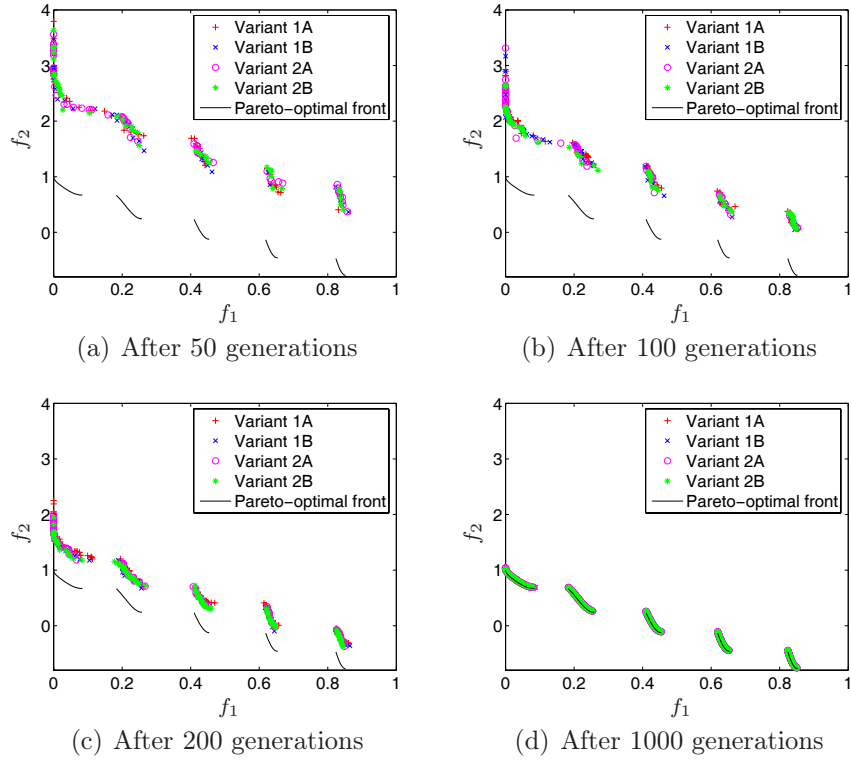 4
3
2
1
0
f2
0 0.2 0.4 0.6 0.8 1
f1
Variant 1A
Variant 1B
Variant 2A
Variant 2B
Pareto-optimal front
(a) After 50 generations
4
3
2
1
0
f2
0 0.2 0.4 0.6 0.8 1
f1
Variant 1A
Variant 1B
Variant 2A
Variant 2B
Pareto-optimal front
(b) After 100 generations
4
3
2
1
0
f2
0 0.2 0.4 0.6 0.8 1
f1
Variant 1A
Variant 1B
Variant 2A
Variant 2B
Pareto-optimal front
(c) After 200 generations
4
3
2
1
0
f2
0 0.2 0.4 0.6 0.8 1
f1
Variant 1A
Variant 1B
Variant 2A
Variant 2B
Pareto-optimal front
(d) After 1000 generations